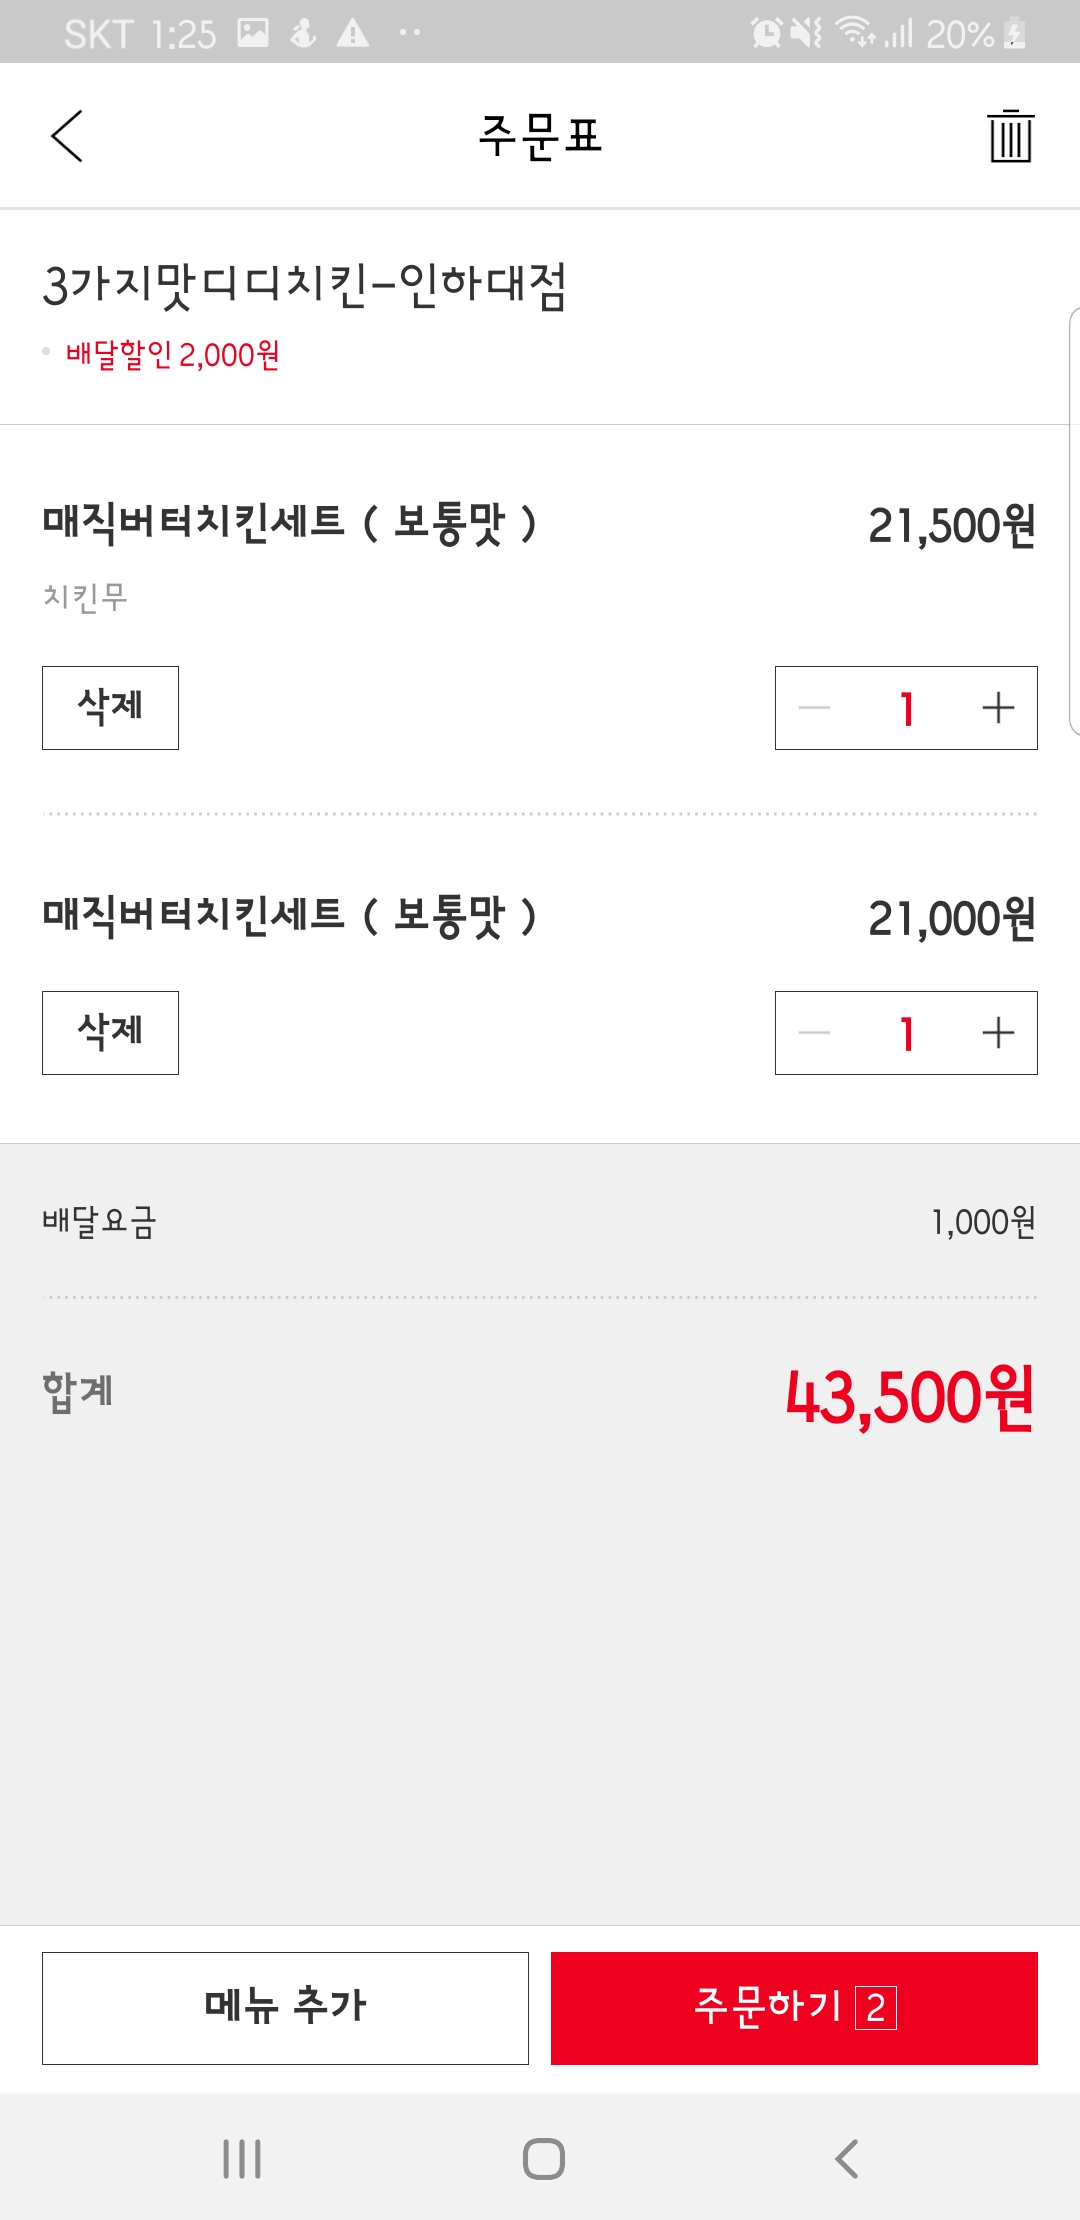 SKT 1:25 20%
주문표
3가지맛디디치킨-인하대점
배달할인 2,000원
매직버터치킨세트 ( 보통맛 ) 21,500원
치킨무
삭제 1
매직버터치킨세트 ( 보통맛 ) 21,000원
삭제 1
배달요금 1,000원
합계 43,500원
메뉴 추가 주문하기 2